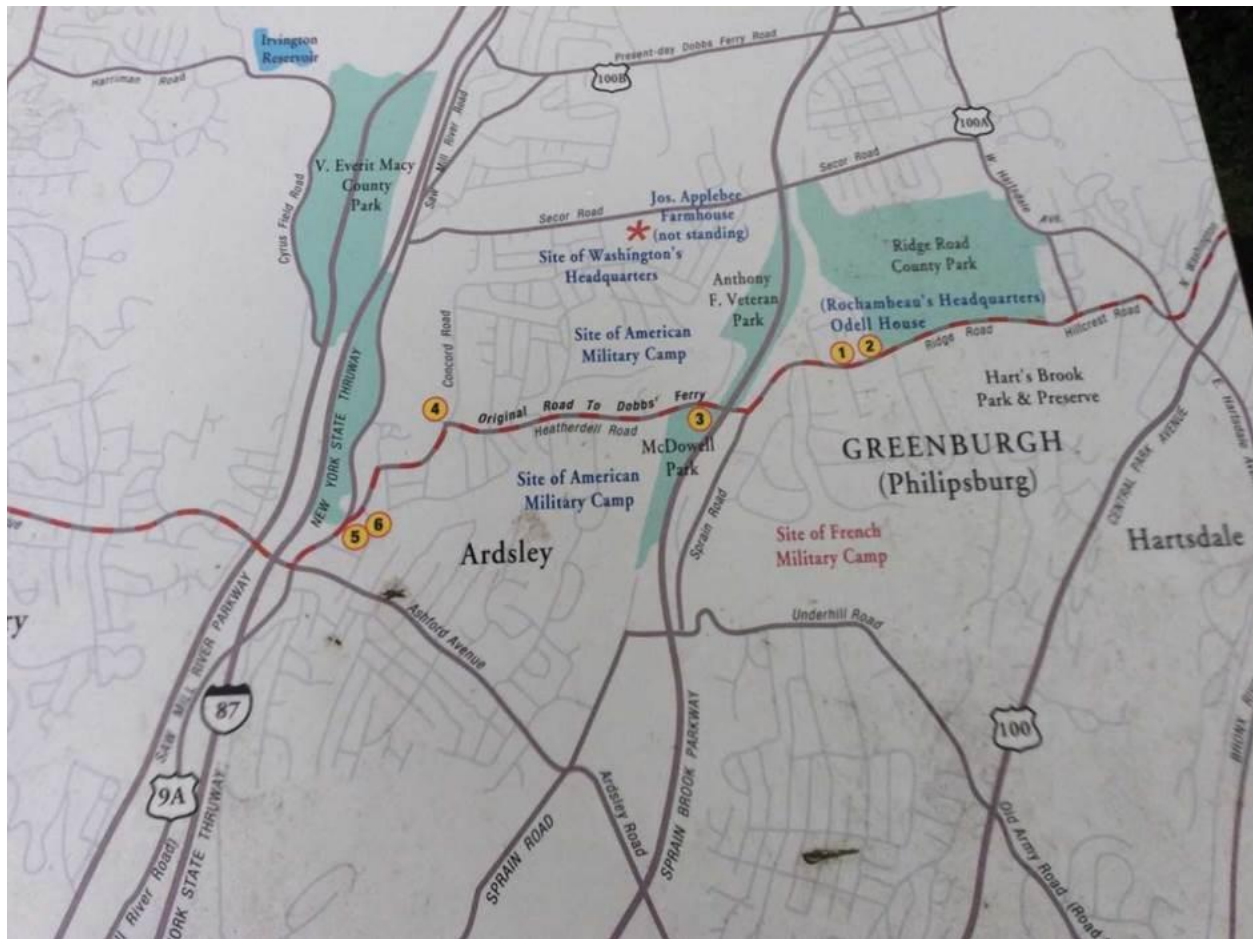 Irvington
Reservoir
Harriman Road
Present-day Dobbs Ferry Road
100B
100A
V. Everit Macy
County
Park
Saw Mill River Road
Cyrus Field Road
Secor Road
W. Hartsdale Ave.
Secor Road
Jos. Applebee
Farmhouse
(not standing)
*
Site of Washington's
Headquarters
Ridge Road
County Park
N. Washington
Anthony
F. Veteran
Park
(Rochambeau's Headquarters)
Odell House
Site of American
Military Camp
Concord Road
NEW YORK STATE THRUWAY
1
2
Ridge Road
Hillcrest Road
Hart's Brook
Park & Preserve
E. Hartsdale
4
Original Road To Dobbs' Ferry
Heatherdell Road
3
McDowell
Park
GREENBURGH
(Philipsburg)
CENTRAL PARK AVENUE
Site of American
Military Camp
Sprain Road
5
6
Ardsley
Site of French
Military Camp
Hartsdale
ry
Ashford Avenue
Underhill Road
SAW MILL RIVER PARKWAY
87
100
9A
Ardsley Road
SPRAIN ROAD
SPRAIN BROOK PARKWAY
Old Army Road (Road
River Road)
ORK STATE THRUWAY
BRONX